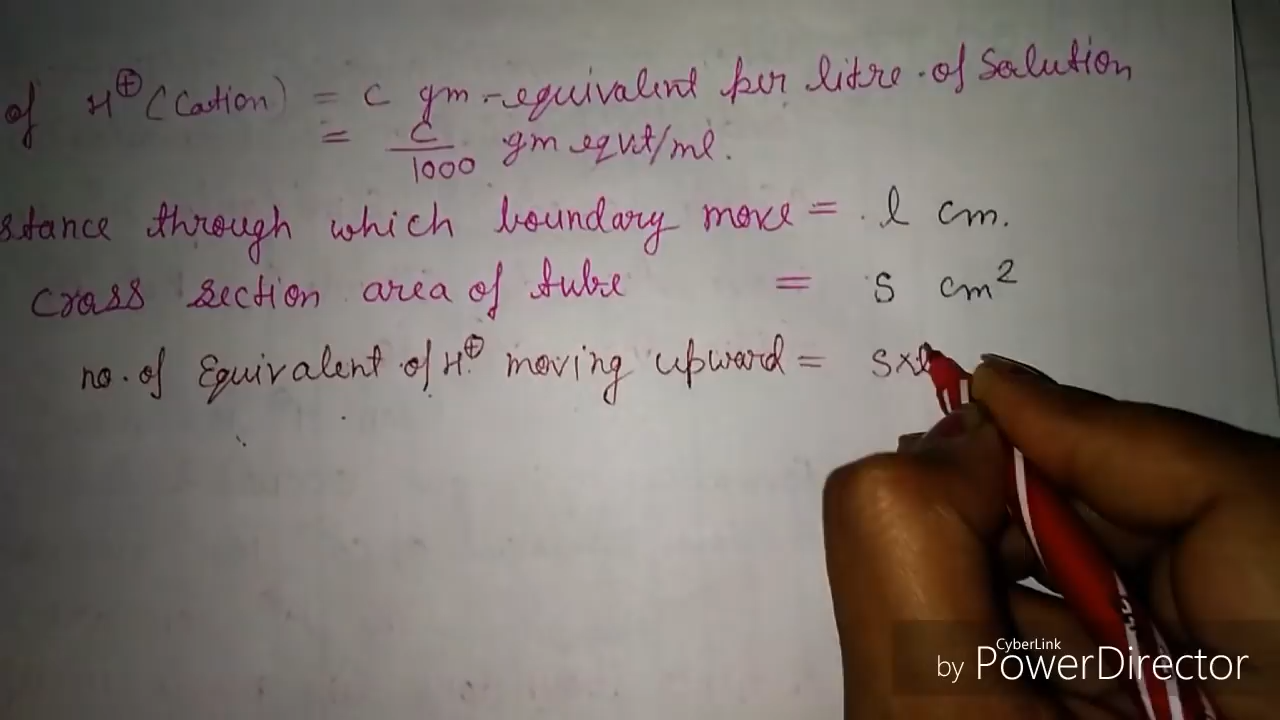 of H⊕ (Cation) = c gm-equivalent per litre of Solution
= c/1000 gm eqvt/ml.
stance through which boundary move = l cm.
cross section area of tube = s cm²
no. of Equivalent of H⊕ moving upward = s×l
CyberLink
by PowerDirector